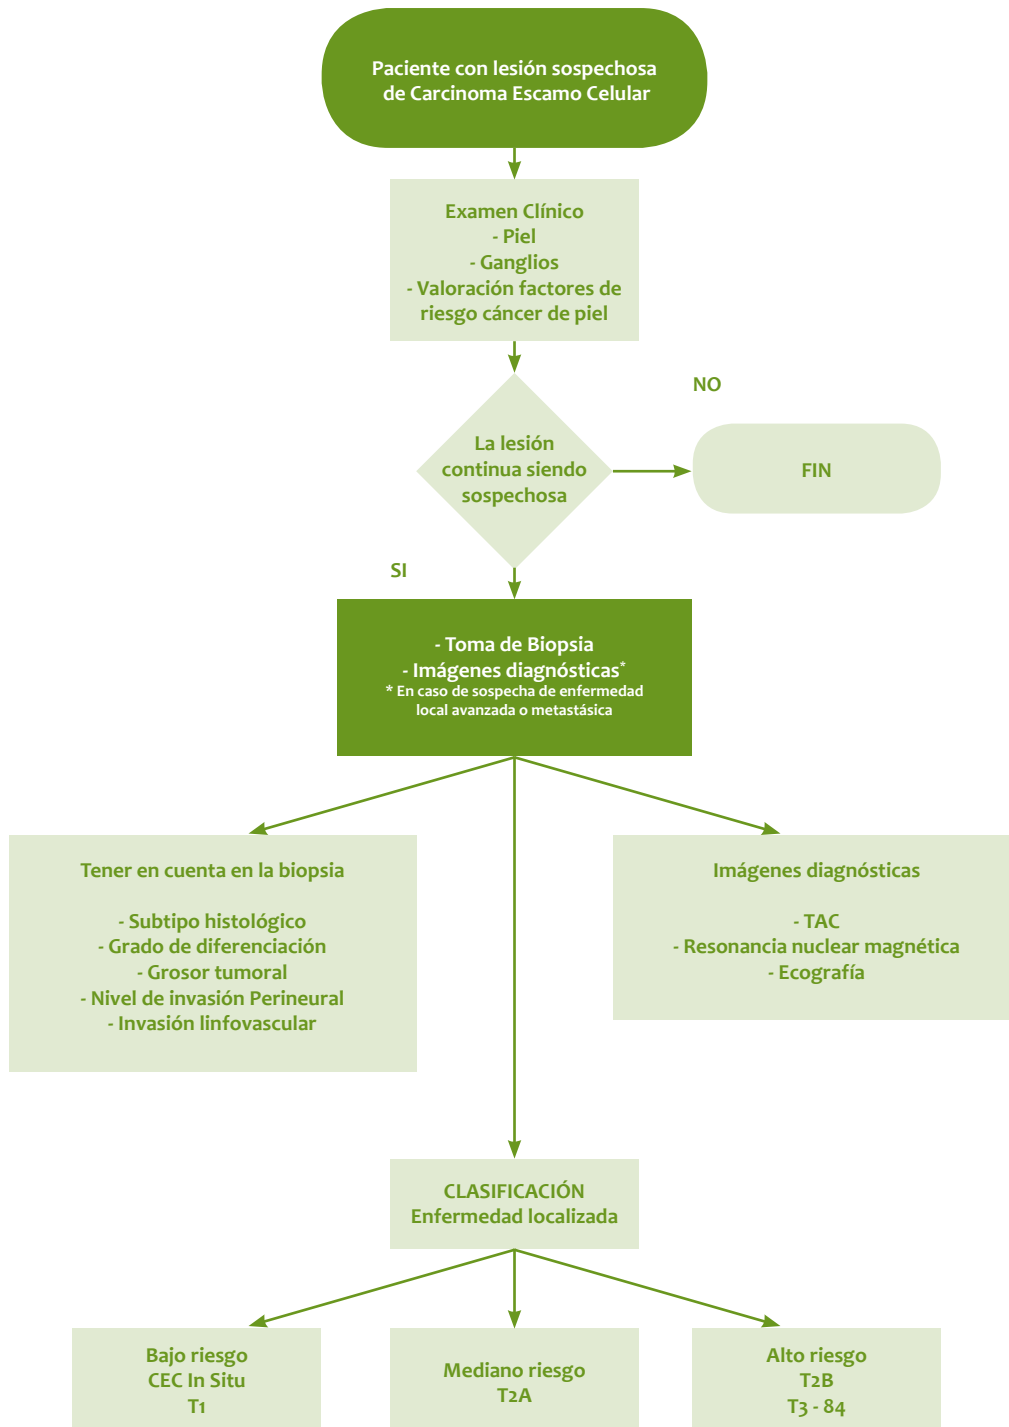 Paciente con lesión sospechosa
de Carcinoma Escamo Celular
Examen Clínico
- Piel
- Ganglios
- Valoración factores de
riesgo cáncer de piel
NO
La lesión
continua siendo
sospechosa
FIN
SI
- Toma de Biopsia
- Imágenes diagnósticas*
* En caso de sospecha de enfermedad
local avanzada o metastásica
Tener en cuenta en la biopsia
- Subtipo histológico
- Grado de diferenciación
- Grosor tumoral
- Nivel de invasión Perineural
- Invasión linfovascular
Imágenes diagnósticas
- TAC
- Resonancia nuclear magnética
- Ecografía
CLASIFICACIÓN
Enfermedad localizada
Bajo riesgo
CEC In Situ
T1
Mediano riesgo
T2A
Alto riesgo
T2B
T3 - 84